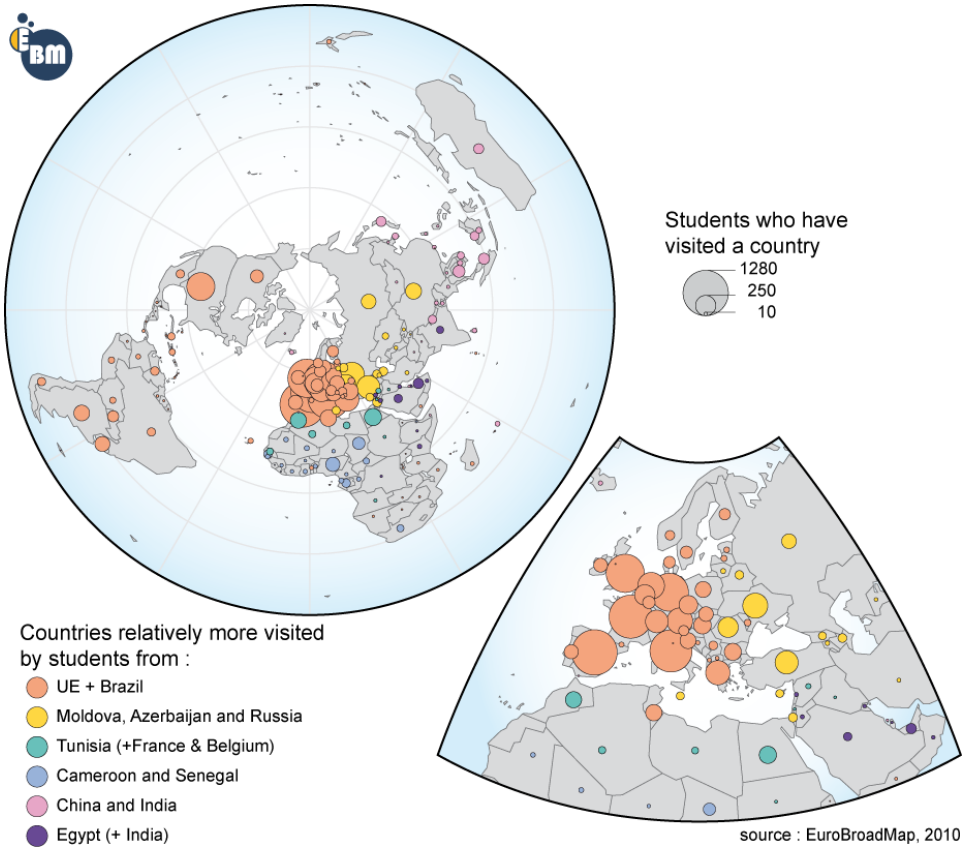 E
BM
Students who have
visited a country
1280
250
10
Countries relatively more visited
by students from :
UE + Brazil
Moldova, Azerbaijan and Russia
Tunisia (+France & Belgium)
Cameroon and Senegal
China and India
Egypt (+ India)
source : EuroBroadMap, 2010